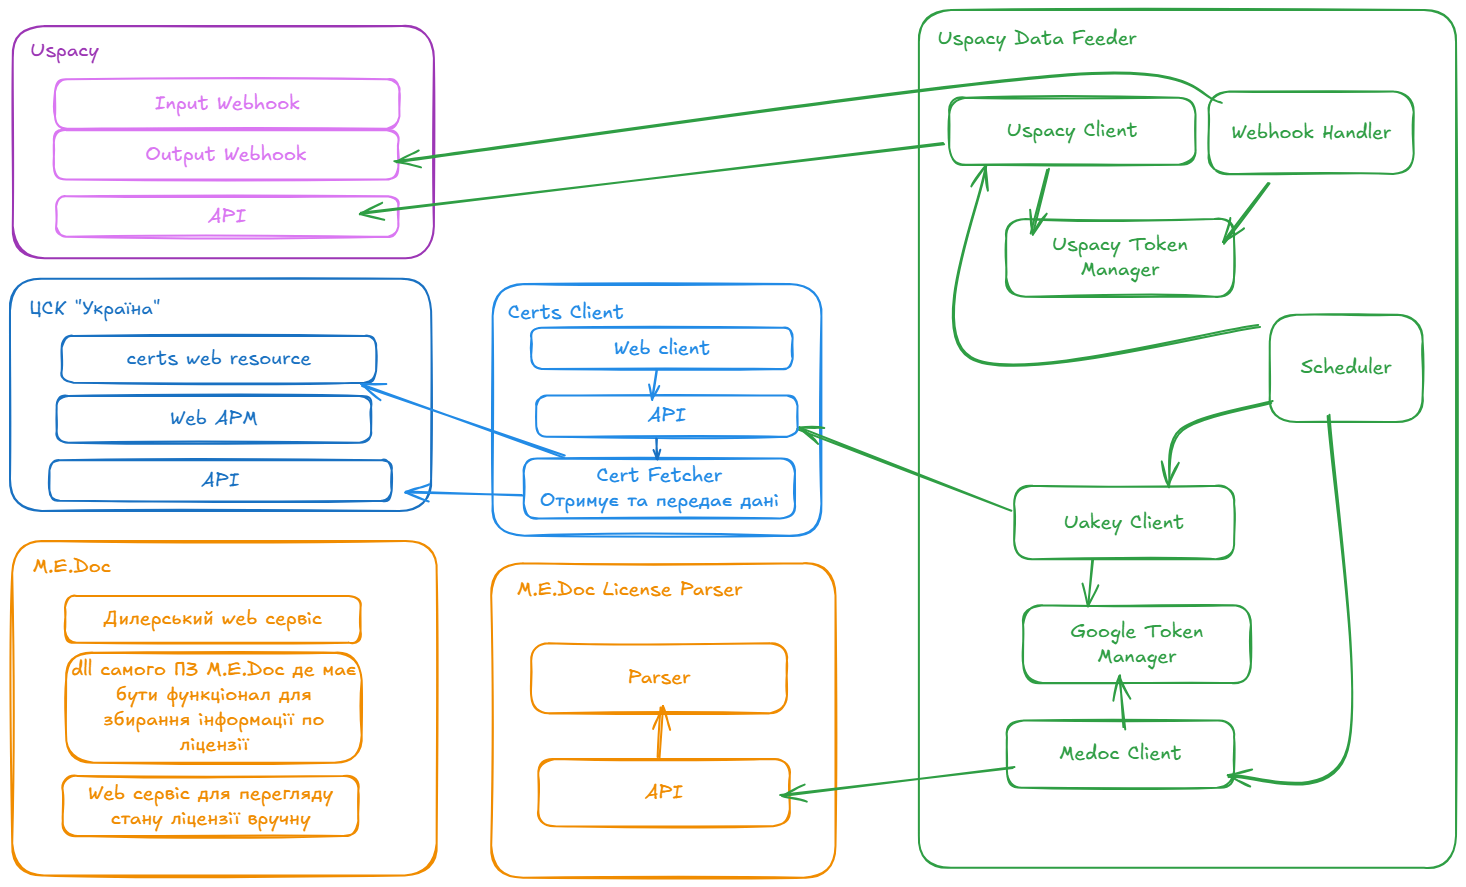 Uspacy
Input Webhook
Output Webhook
API
ЦСК "Україна"
certs web resource
Web АРМ
API
M.E.Doc
Дилерський web сервіс
dll самого ПЗ M.E.Doc де має
бути функціонал для
збирання інформації по
ліцензії
Web сервіс для перегляду
стану ліцензії вручну
Certs Client
Web client
API
Cert Fetcher
Отримує та передає дані
M.E.Doc License Parser
Parser
API
Uspacy Data Feeder
Uspacy Client
Webhook Handler
Uspacy Token
Manager
Scheduler
Uakey Client
Google Token
Manager
Medoc Client